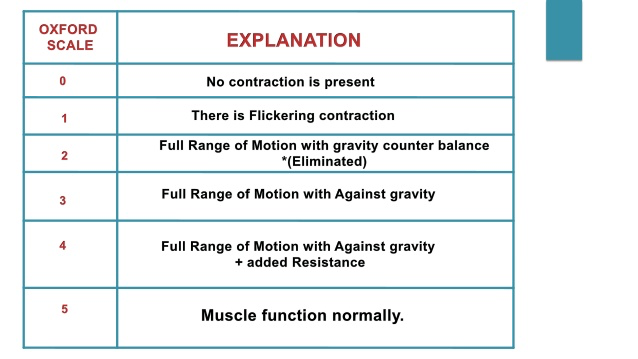 OXFORD
SCALE
EXPLANATION
0
No contraction is present
1
There is Flickering contraction
2
Full Range of Motion with gravity counter balance
*(Eliminated)
3
Full Range of Motion with Against gravity
4
Full Range of Motion with Against gravity
+ added Resistance
5
Muscle function normally.